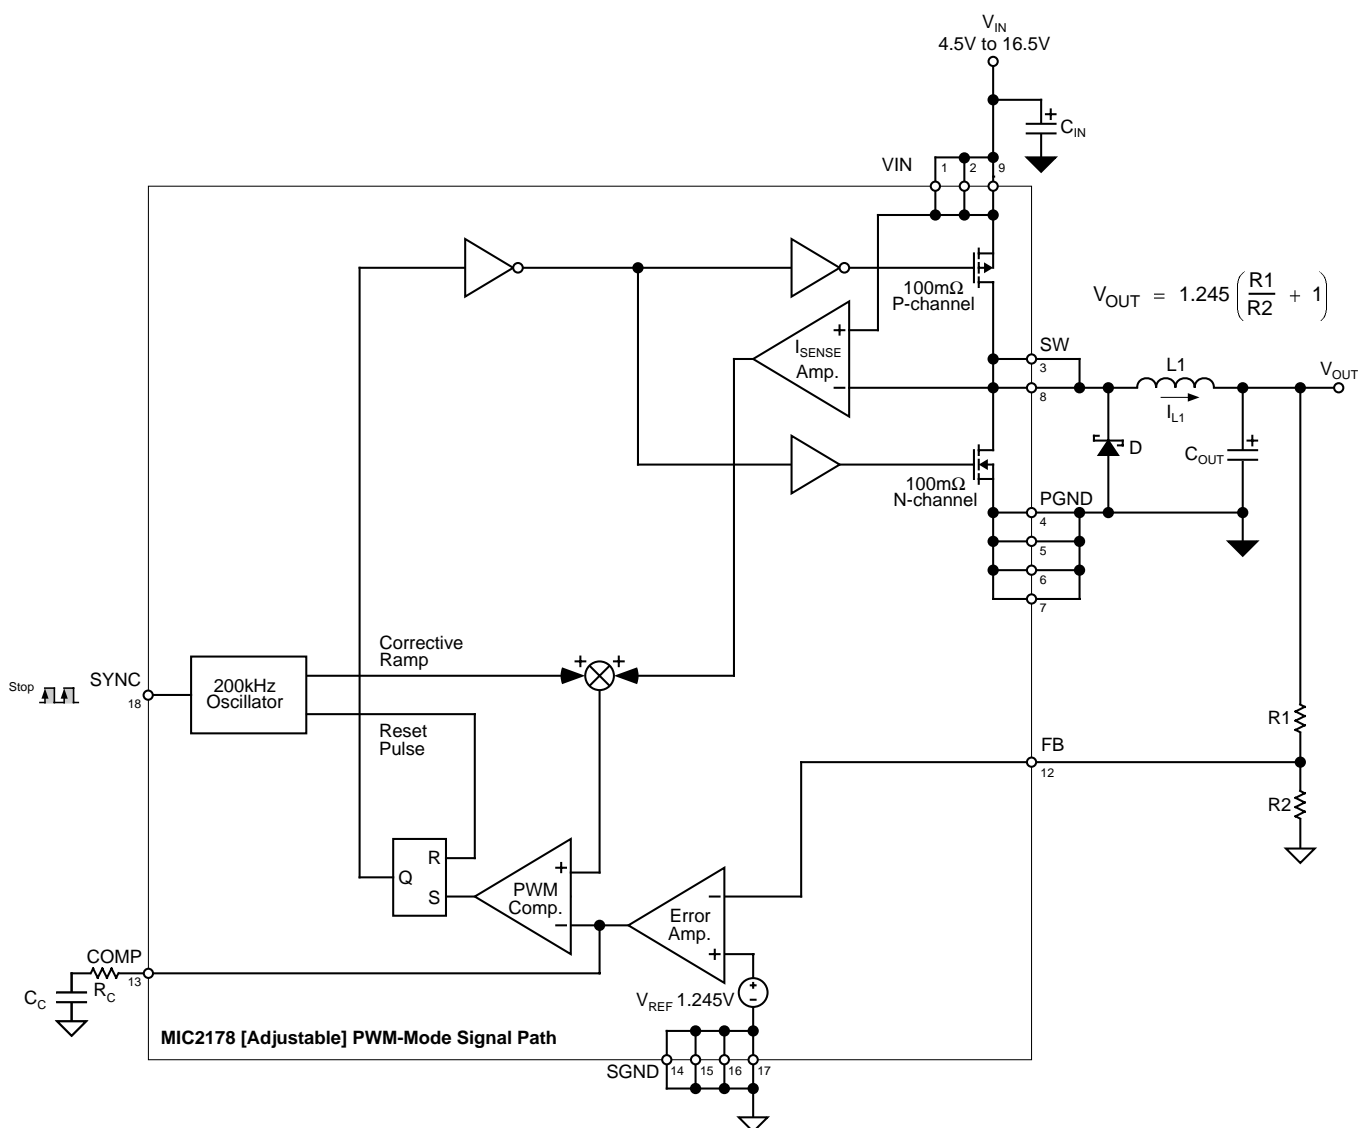 VIN
4.5V to 16.5V
CIN
VIN
1 2 9
100mΩ
P-channel
VOUT = 1.245 (R1/R2 + 1)
+
ISENSE
Amp.
−
SW
3
8
L1
IL1
VOUT
D
+
COUT
100mΩ
N-channel
PGND
4
5
6
7
Corrective
Ramp
+ +
Stop
SYNC
18
200kHz
Oscillator
Reset
Pulse
R1
FB
12
R2
R
Q
S
+
PWM
Comp.
−
−
Error
Amp.
+
COMP
13
RC
CC
VREF 1.245V
+
−
MIC2178 [Adjustable] PWM-Mode Signal Path
SGND
14 15 16 17